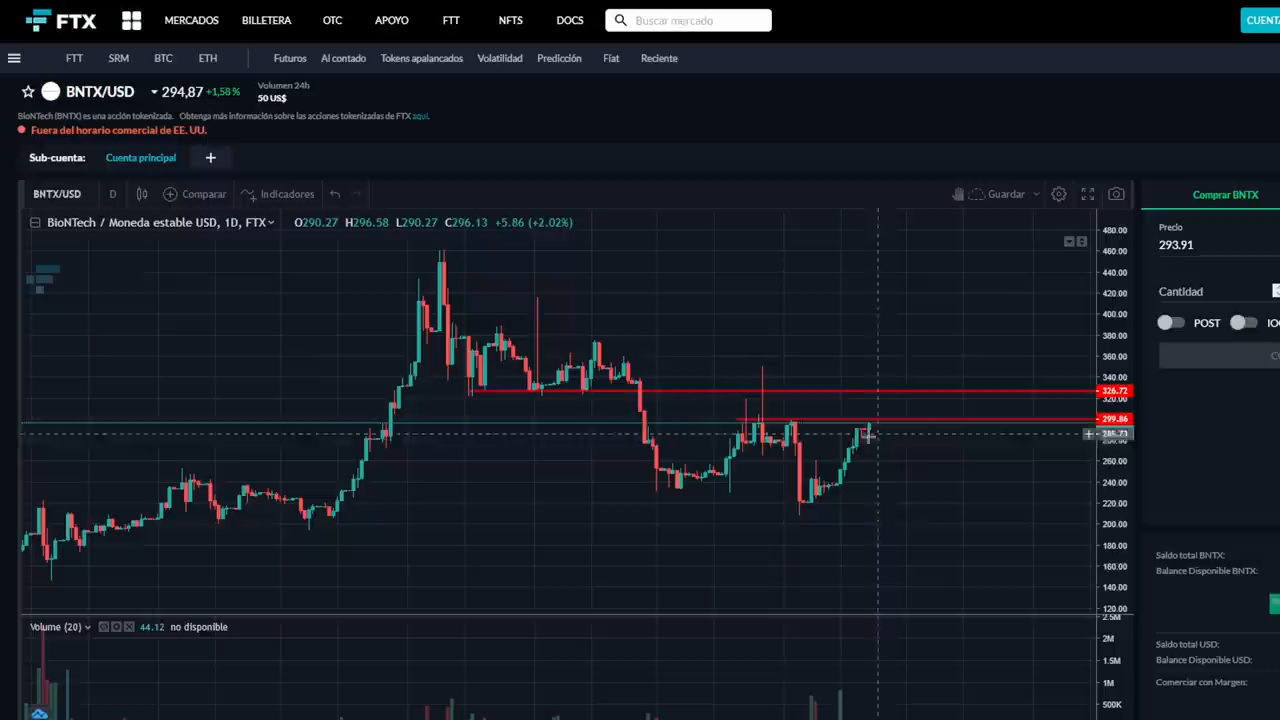 FTX MERCADOS BILLETERA OTC APOYO FTT NFTS DOCS Buscar mercado CUENTA
FTT SRM BTC ETH Futuros Al contado Tokens apalancados Volatilidad Predicción Fiat Reciente
BNTX/USD 294,87 +1,58% Volumen 24h
50 US$
BioNTech (BNTX) es una acción tokenizada. Obtenga más información sobre las acciones tokenizadas de FTX aquí.
Fuera del horario comercial de EE. UU.
Sub-cuenta: Cuenta principal +
BNTX/USD D Comparar Indicadores Guardar
Comprar BNTX
BioNTech / Moneda estable USD, 1D, FTX O290.27 H296.58 L290.27 C296.13 +5.86 (+2.02%)
Precio
293.91
Cantidad
POST
480.00
460.00
440.00
420.00
400.00
380.00
360.00
340.00
326.72
320.00
299.86
260.00
240.00
220.00
200.00
180.00
160.00
140.00
120.00
Saldo total BNTX:
Balance Disponible BNTX:
Volume (20) 44.12 no disponible
2.5M
2M
1.5M
1M
500K
Saldo total USD:
Balance Disponible USD:
Comerciar con Margen: